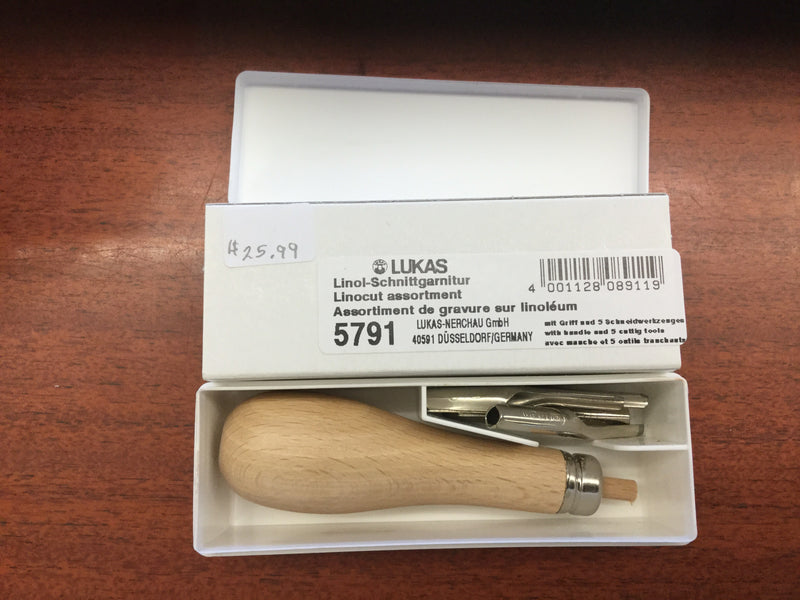 #25.99
LUKAS
Linol-Schnittgarnitur
Linocut assortment
Assortiment de gravure sur linoléum
5791
LUKAS-NERCHAU GmbH
40591 DÜSSELDORF/GERMANY
4 001128 089119
mit Griff und 5 Schneidwerkzeugen
with handle and 5 cuttig tools
avec manche et 5 outils tranchants